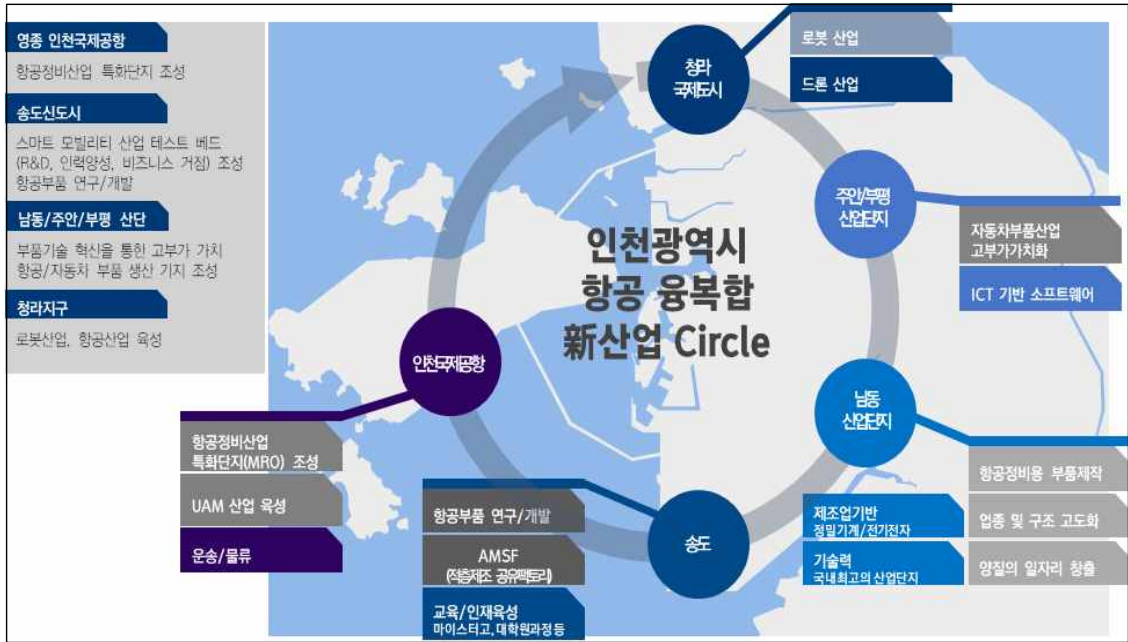 영종 인천국제공항
항공정비산업 특화단지 조성
송도신도시
스마트 모빌리티 산업 테스트 베드
(R&D, 인력양성, 비즈니스 거점) 조성
항공부품 연구/개발
남동/주안/부평 산단
부품기술 혁신을 통한 고부가 가치
항공/자동차 부품 생산 기지 조성
청라지구
로봇산업, 항공산업 육성
청라
국제도시
로봇 산업
드론 산업
주안/부평
산업단지
자동차부품산업
고부가가치화
ICT 기반 소프트웨어
인천광역시
항공 융복합
新산업 Circle
인천국제공항
항공정비산업
특화단지(MRO) 조성
UAM 산업 육성
운송/물류
남동
산업단지
항공정비용 부품제작
업종 및 구조 고도화
양질의 일자리 창출
제조업기반
정밀기계/전기전자
기술력
국내최고의 산업단지
송도
항공부품 연구/개발
AMSF
(적층제조 공유팩토리)
교육/인재육성
마이스터고, 대학원과정 등